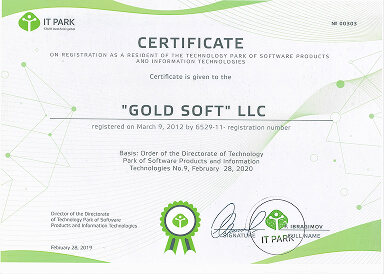 IT PARK
№ 00303
CERTIFICATE
ON REGISTRATION AS A RESIDENT OF THE TECHNOLOGY PARK OF SOFTWARE PRODUCTS
AND INFORMATION TECHNOLOGIES
Certificate is given to the
"GOLD SOFT" LLC
registered on March 9, 2012 by 6529-11- registration number
Basis: Order of the Directorate of Technology
Park of Software Products and Information
Technologies No.9, February 28, 2020
Director of the Directorate
of Technology Park of Software
Products and Information Technologies
IBRAGIMOV
SIGNATURE
FULL NAME
IT PARK
February 28, 2019